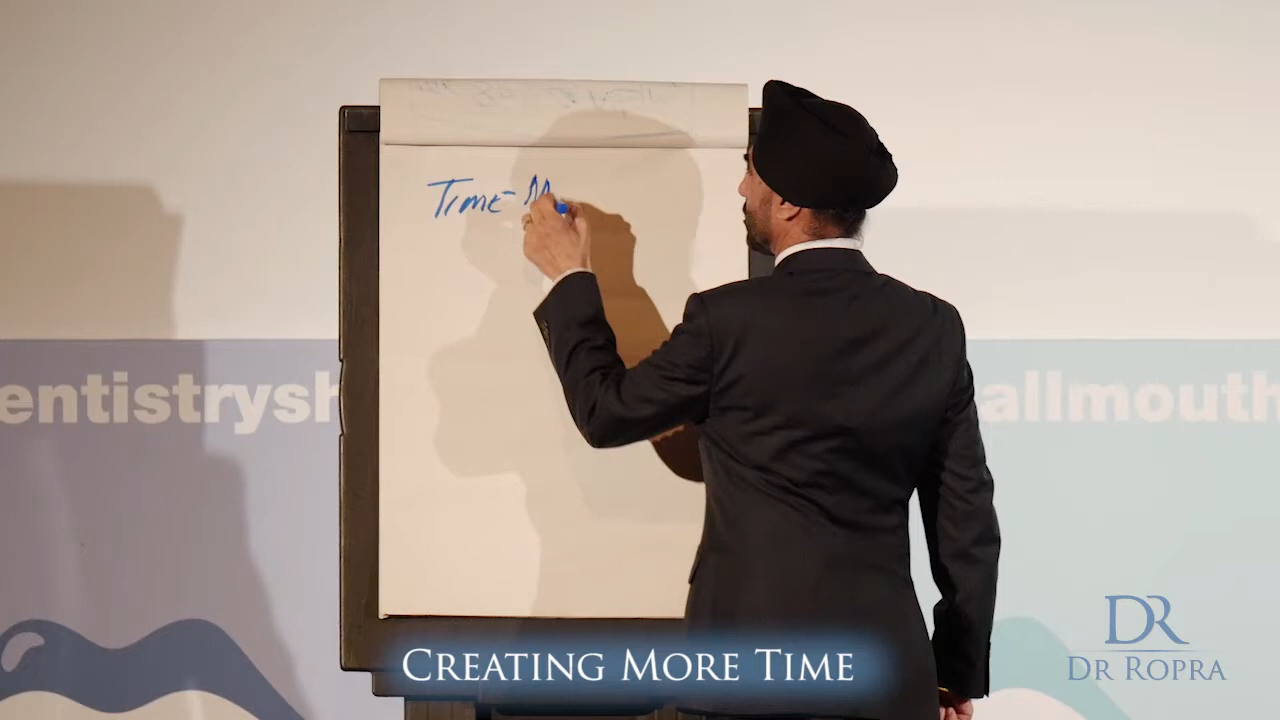 Time M
entistrysh
allmouth
CREATING MORE TIME
DR
DR ROPRA